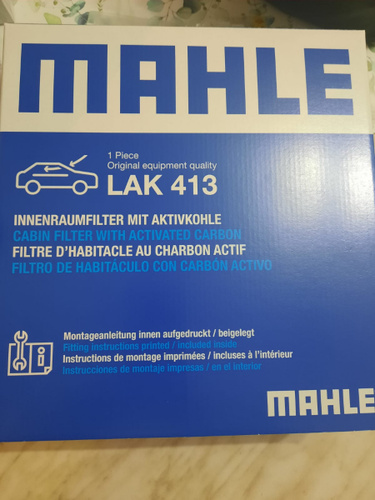 MAHLE
1 Piece
Original equipment quality
LAK 413
INNENRAUMFILTER MIT AKTIVKOHLE
CABIN FILTER WITH ACTIVATED CARBON
FILTRE D'HABITACLE AU CHARBON ACTIF
FILTRO DE HABITÁCULO CON CARBÓN ACTIVO
Montageanleitung innen aufgedruckt / beigelegt
Fitting instructions printed / included inside
Instructions de montage imprimées / incluses à l'intérieur
Instrucciones de montaje impresas / en el interior
MAHLE